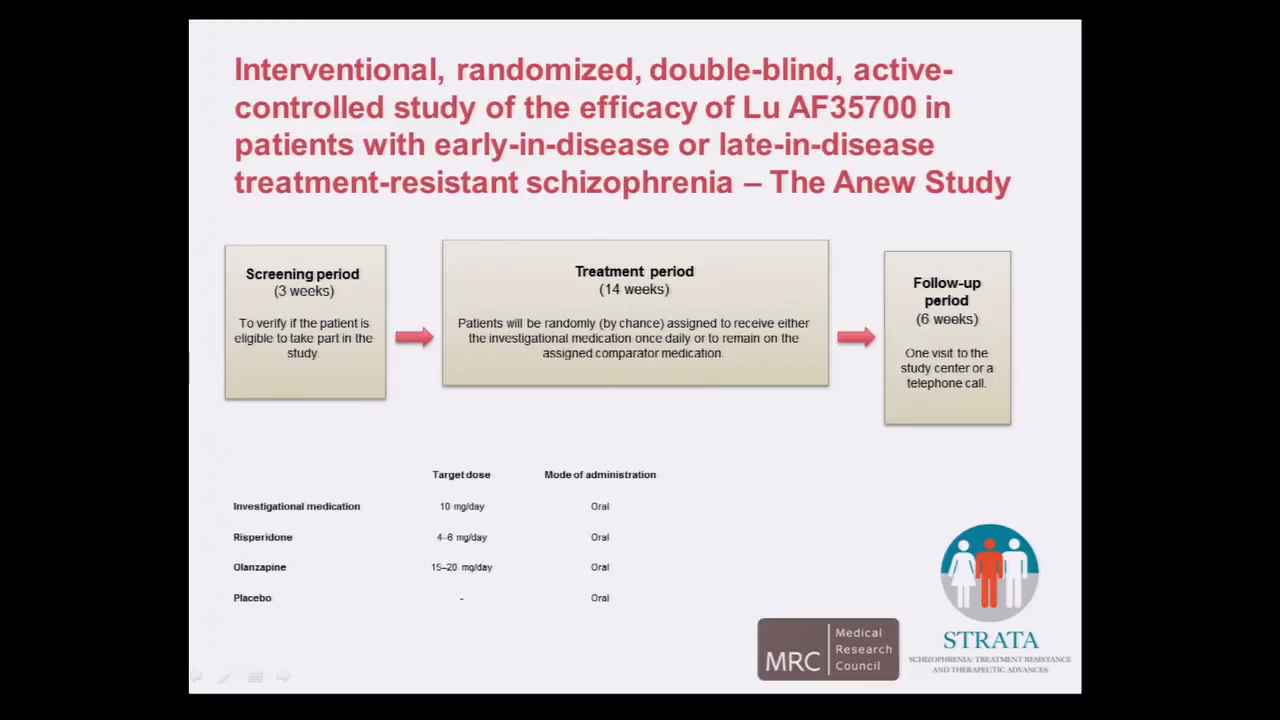 Interventional, randomized, double-blind, active-
controlled study of the efficacy of Lu AF35700 in
patients with early-in-disease or late-in-disease
treatment-resistant schizophrenia – The Anew Study
Screening period
(3 weeks)
To verify if the patient is
eligible to take part in the
study.
Treatment period
(14 weeks)
Patients will be randomly (by chance) assigned to receive either
the investigational medication once daily or to remain on the
assigned comparator medication.
Follow-up
period
(6 weeks)
One visit to the
study center or a
telephone call.
Target dose Mode of administration
Investigational medication 10 mg/day Oral
Risperidone 4–6 mg/day Oral
Olanzapine 15–20 mg/day Oral
Placebo - Oral
MRC
Medical
Research
Council
STRATA
SCHIZOPHRENIA: TREATMENT RESISTANCE
AND THERAPEUTIC ADVANCES